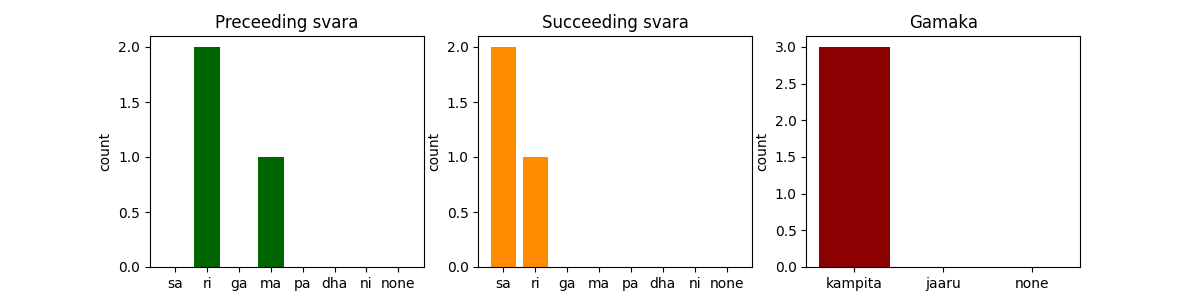 Preceeding svara
count
2.0
1.5
1.0
0.5
0.0
sa ri ga ma pa dha ni none
Succeeding svara
count
2.0
1.5
1.0
0.5
0.0
sa ri ga ma pa dha ni none
Gamaka
count
3.0
2.5
2.0
1.5
1.0
0.5
0.0
kampita jaaru none